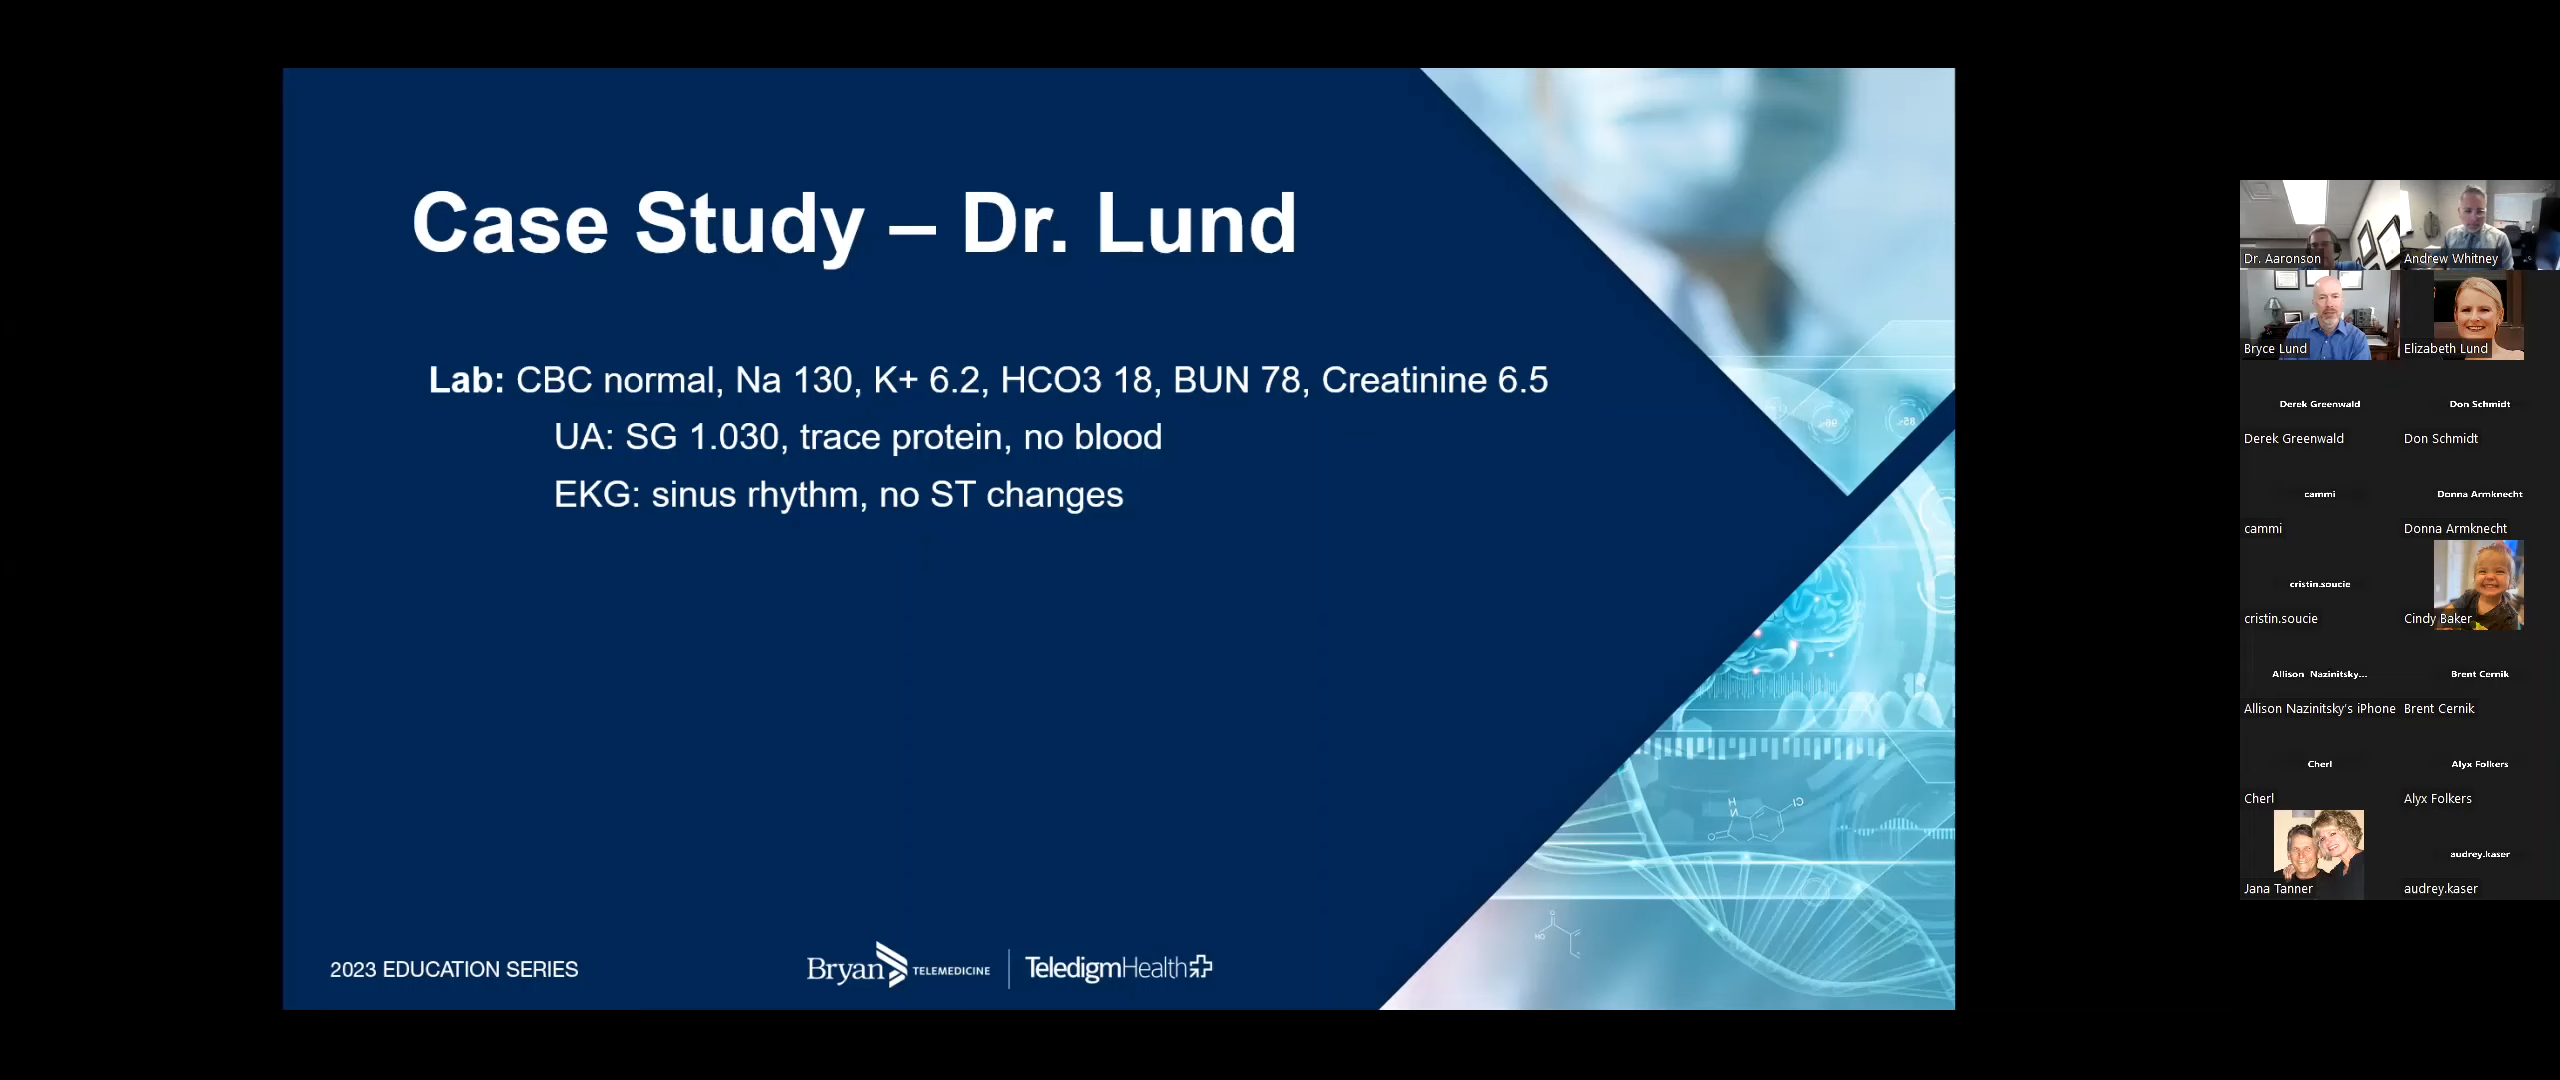 Case Study – Dr. Lund
Lab: CBC normal, Na 130, K+ 6.2, HCO3 18, BUN 78, Creatinine 6.5
UA: SG 1.030, trace protein, no blood
EKG: sinus rhythm, no ST changes
2023 EDUCATION SERIES
Bryan TELEMEDICINE
TeledigmHealth
Dr. Aaronson
Andrew Whitney
Bryce Lund
Elizabeth Lund
Derek Greenwald
Don Schmidt
Derek Greenwald
Don Schmidt
cammi
Donna Armknecht
cammi
Donna Armknecht
cristin.soucie
cristin.soucie
Cindy Baker
Allison Nazinitsky...
Brent Cernik
Allison Nazinitsky's iPhone
Brent Cernik
Cherl
Alyx Folkers
Cherl
Alyx Folkers
audrey.kaser
Jana Tanner
audrey.kaser